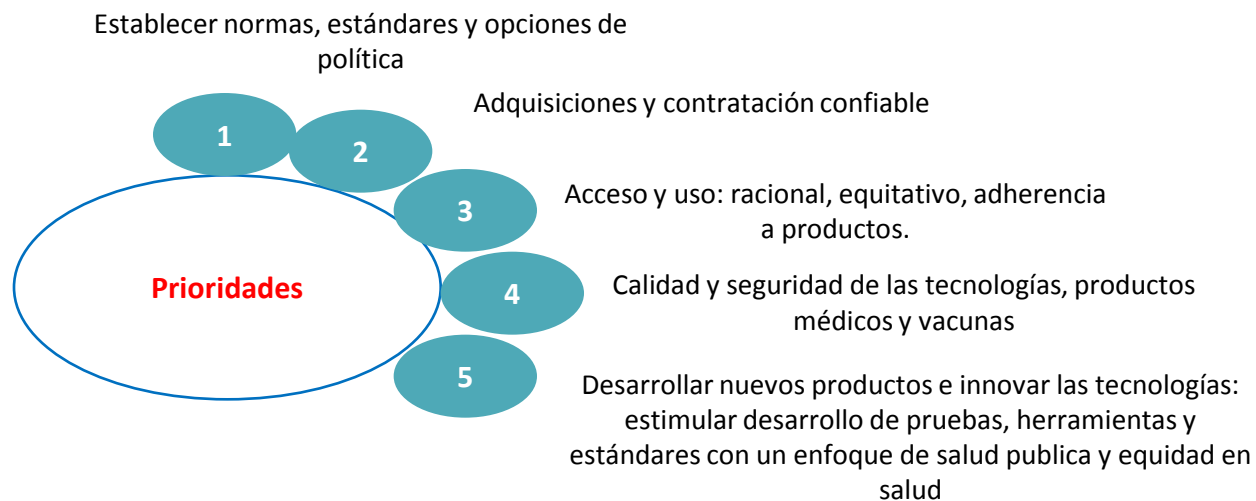 Establecer normas, estándares y opciones de
política
1
2
Adquisiciones y contratación confiable
3
Acceso y uso: racional, equitativo, adherencia
a productos.
Prioridades
4
Calidad y seguridad de las tecnologías, productos
médicos y vacunas
5
Desarrollar nuevos productos e innovar las tecnologías:
estimular desarrollo de pruebas, herramientas y
estándares con un enfoque de salud publica y equidad en
salud